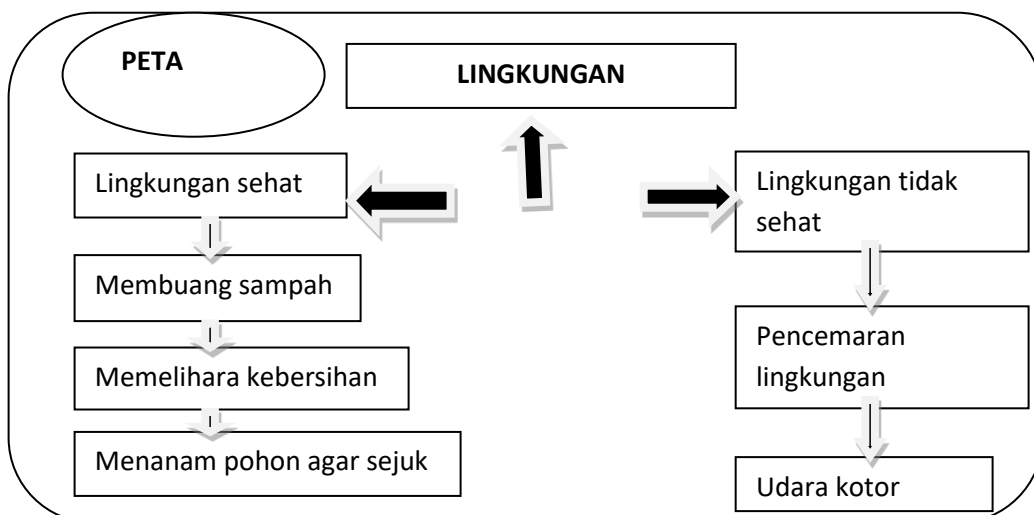 PETA
LINGKUNGAN
Lingkungan sehat
Membuang sampah
Memelihara kebersihan
Menanam pohon agar sejuk
Lingkungan tidak
sehat
Pencemaran
lingkungan
Udara kotor